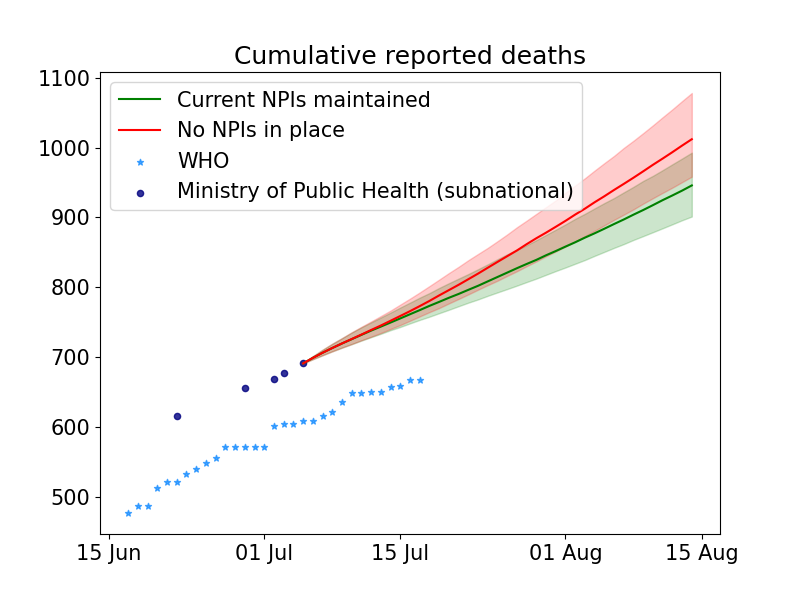 Cumulative reported deaths
1100
1000
900
800
700
600
500
Current NPIs maintained
No NPIs in place
WHO
Ministry of Public Health (subnational)
15 Jun
01 Jul
15 Jul
01 Aug
15 Aug